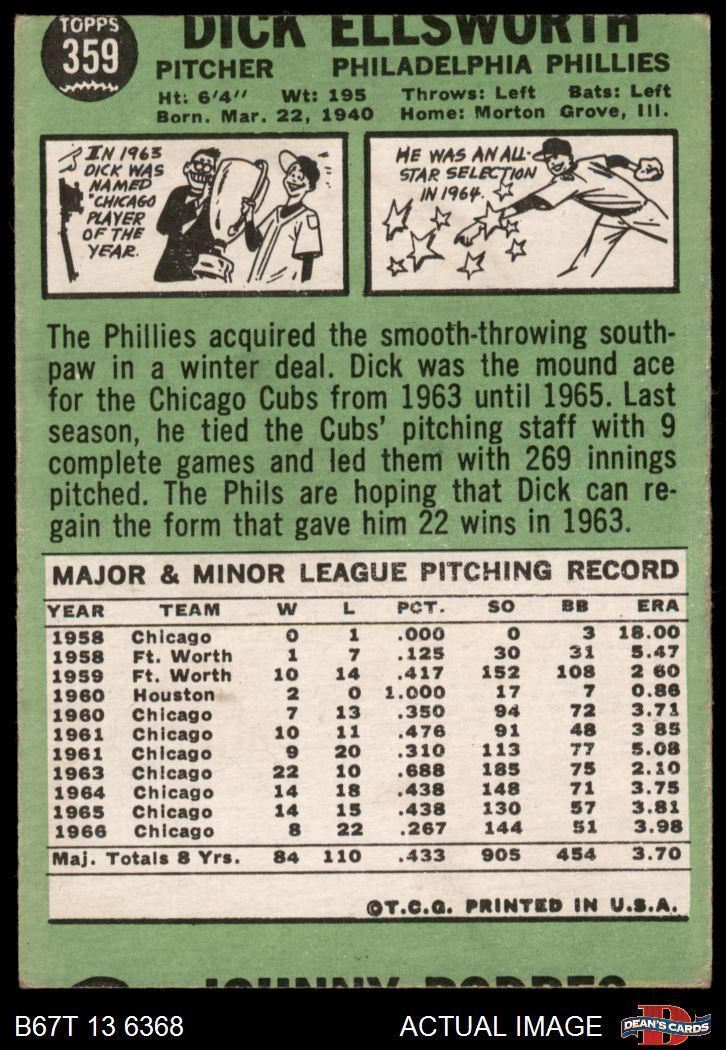 TOPPS
359
DICK ELLSWORTH
PITCHER PHILADELPHIA PHILLIES
Ht: 6'4'' Wt: 195 Throws: Left Bats: Left
Born. Mar. 22, 1940 Home: Morton Grove, Ill.
IN 1963
DICK WAS
NAMED
"CHICAGO
PLAYER
OF THE
YEAR.
HE WAS AN ALL-
STAR SELECTION
IN 1964.
The Phillies acquired the smooth-throwing south-
paw in a winter deal. Dick was the mound ace
for the Chicago Cubs from 1963 until 1965. Last
season, he tied the Cubs' pitching staff with 9
complete games and led them with 269 innings
pitched. The Phils are hoping that Dick can re-
gain the form that gave him 22 wins in 1963.
MAJOR & MINOR LEAGUE PITCHING RECORD
YEAR TEAM W L PCT. SO BB ERA
1958 Chicago 0 1 .000 0 3 18.00
1958 Ft. Worth 1 7 .125 30 31 5.47
1959 Ft. Worth 10 14 .417 152 108 2 60
1960 Houston 2 0 1.000 17 7 0.86
1960 Chicago 7 13 .350 94 72 3.71
1961 Chicago 10 11 .476 91 48 3 85
1961 Chicago 9 20 .310 113 77 5.08
1963 Chicago 22 10 .688 185 75 2.10
1964 Chicago 14 18 .438 148 71 3.75
1965 Chicago 14 15 .438 130 57 3.81
1966 Chicago 8 22 .267 144 51 3.98
Maj. Totals 8 Yrs. 84 110 .433 905 454 3.70
©T.C.G. PRINTED IN U.S.A.
JOHNNY PODRES
B67T 13 6368 ACTUAL IMAGE
DEAN'S CARDS